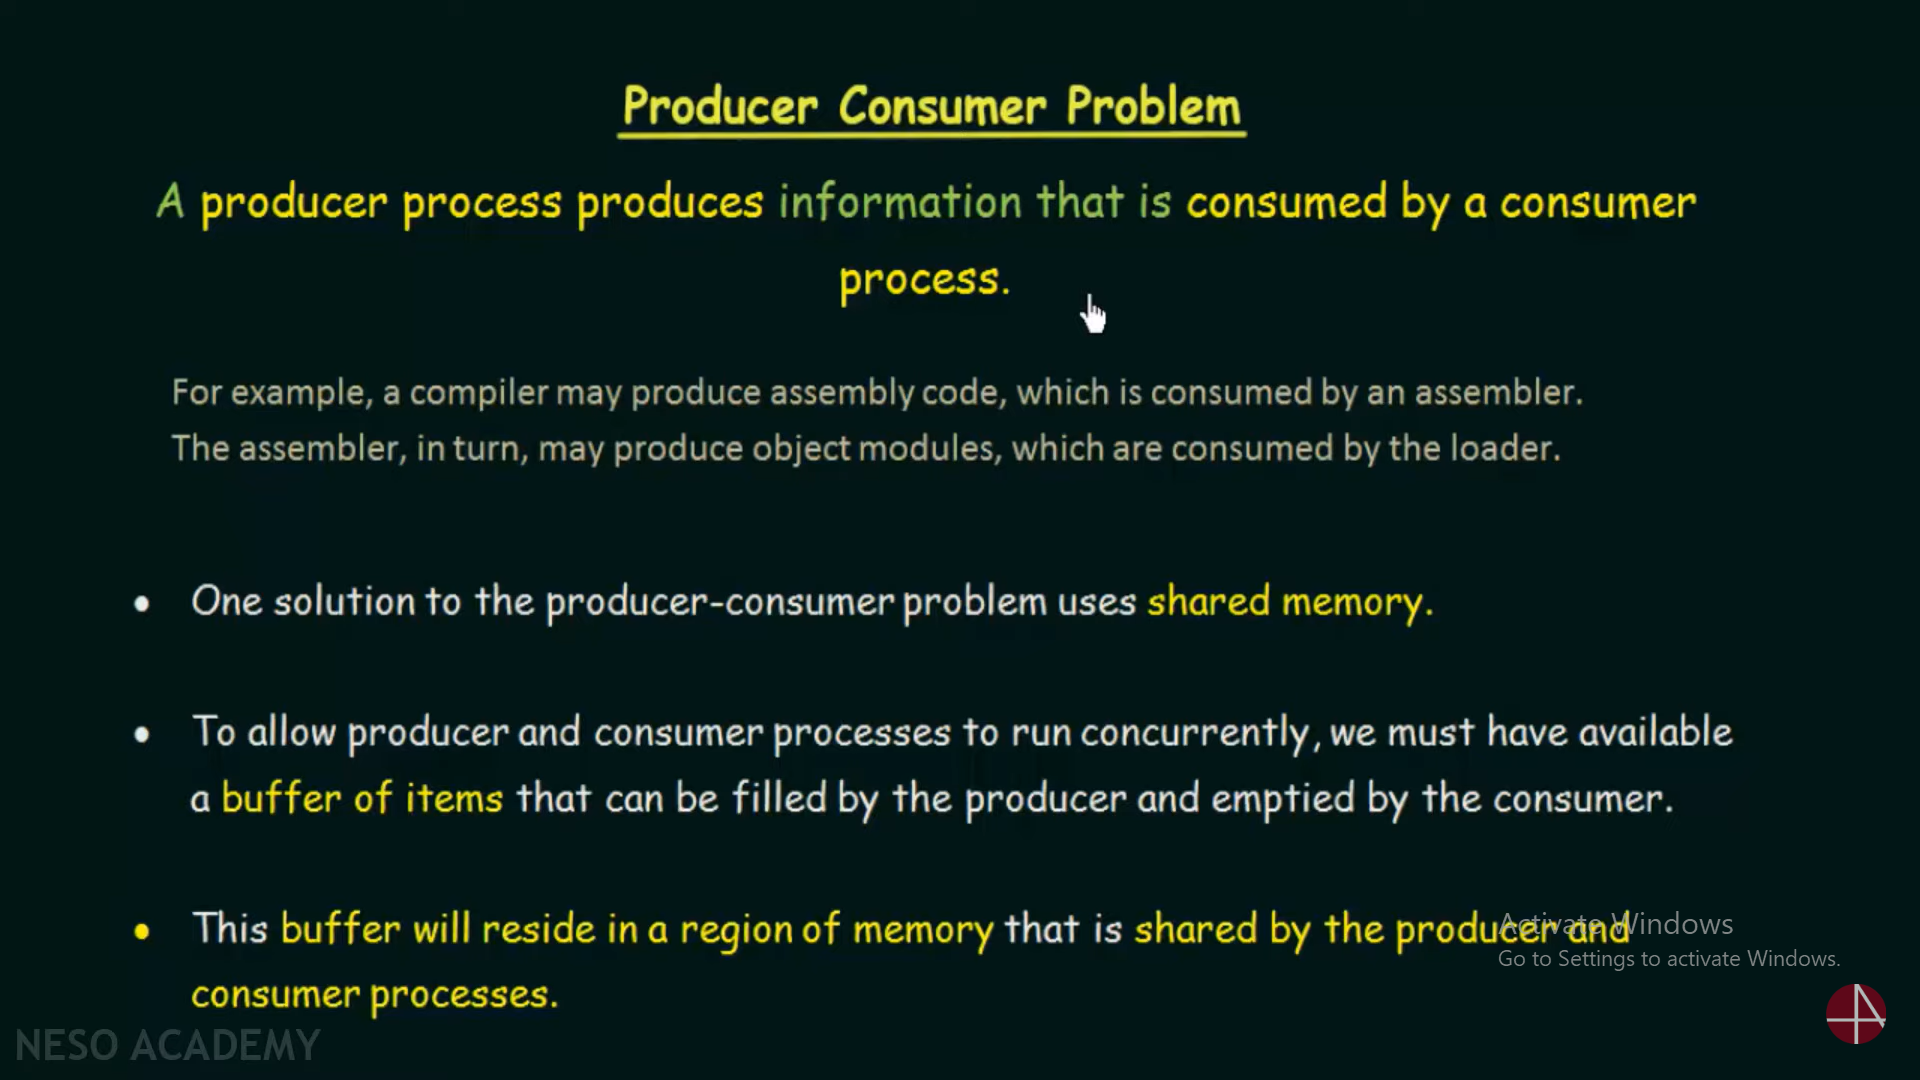 Producer Consumer Problem
A producer process produces information that is consumed by a consumer
process.
For example, a compiler may produce assembly code, which is consumed by an assembler.
The assembler, in turn, may produce object modules, which are consumed by the loader.
• One solution to the producer-consumer problem uses shared memory.
• To allow producer and consumer processes to run concurrently, we must have available
a buffer of items that can be filled by the producer and emptied by the consumer.
• This buffer will reside in a region of memory that is shared by the producer and
consumer processes.
Activate Windows
Go to Settings to activate Windows.
NESO ACADEMY